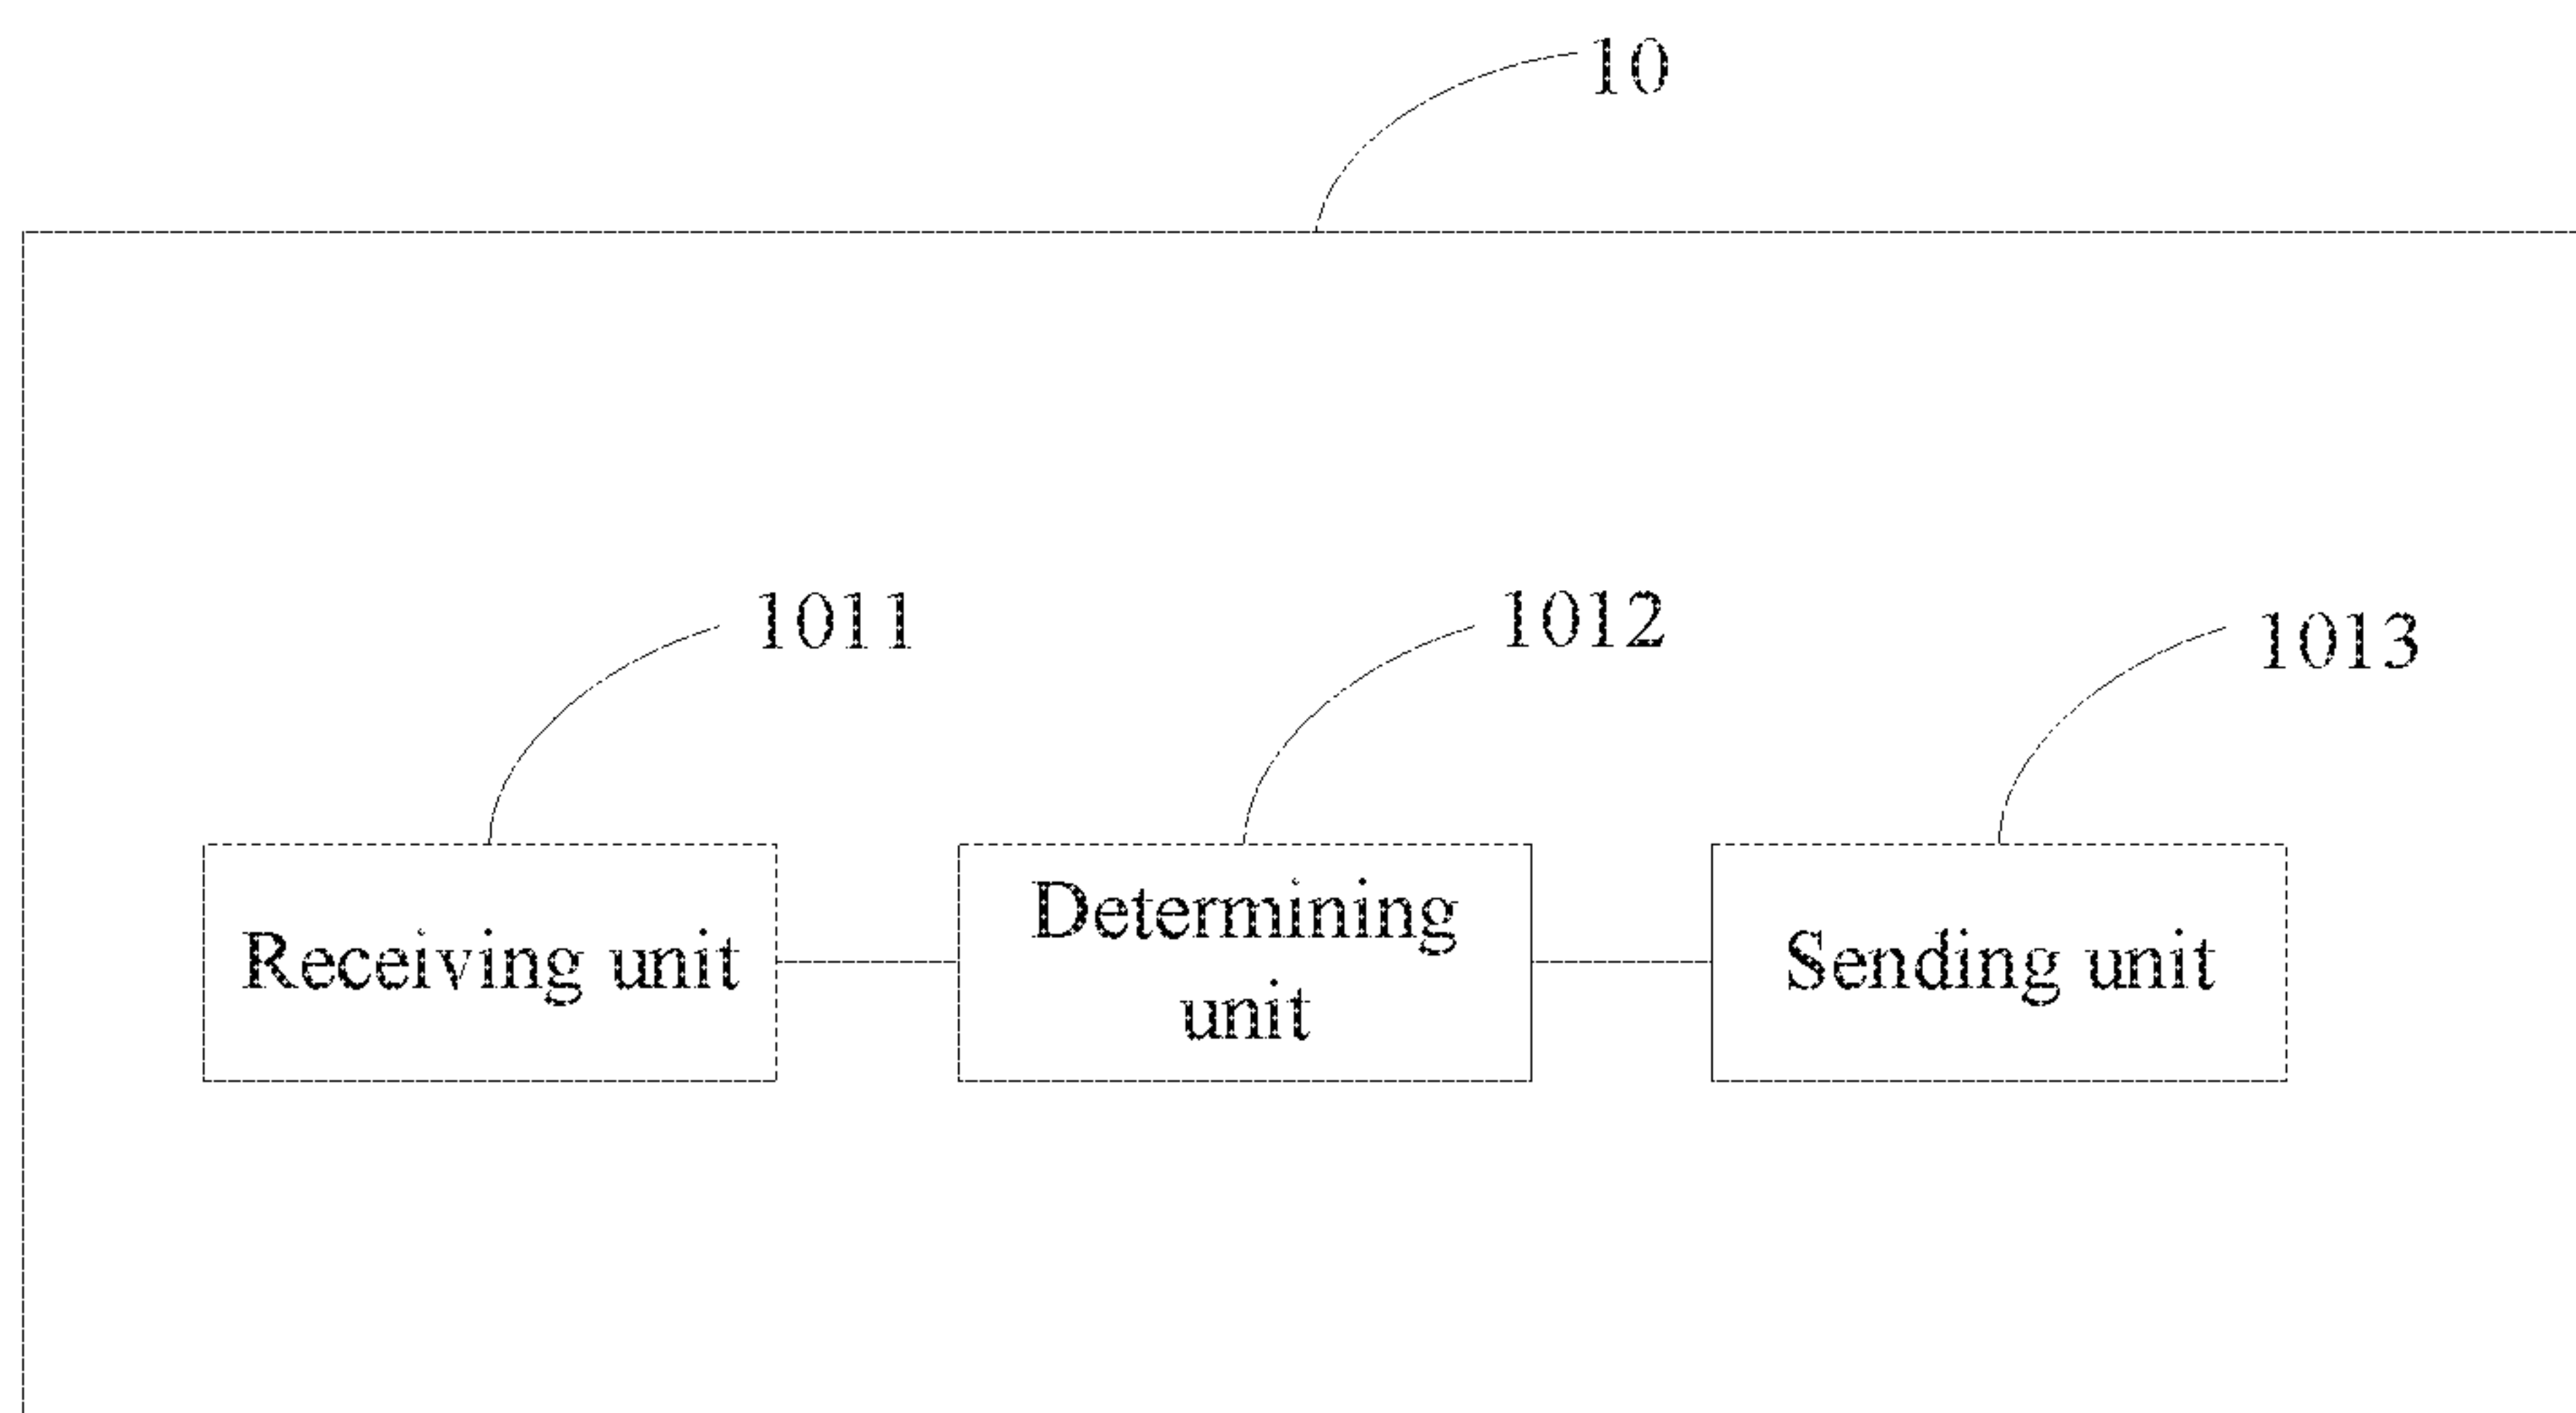 10
1011
1012
1013
Receiving unit
Determining
unit
Sending unit